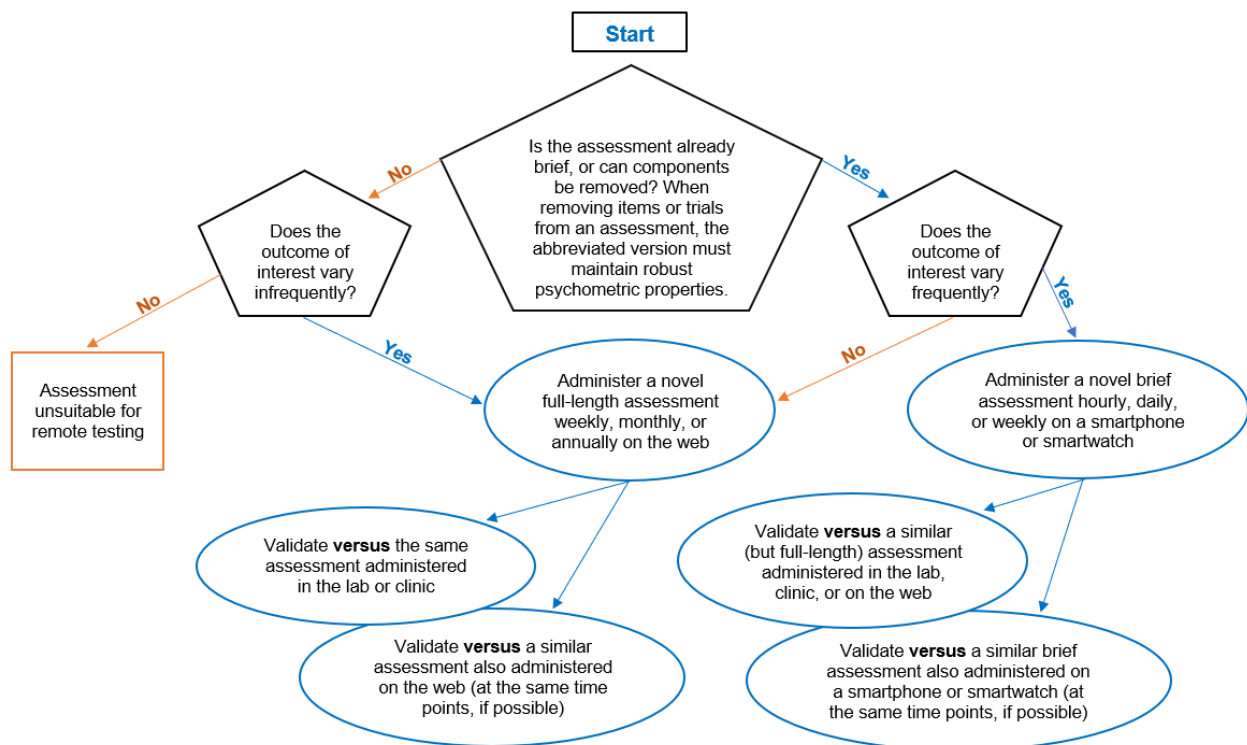 Start
Is the assessment already
brief, or can components
be removed? When
removing items or trials
from an assessment, the
abbreviated version must
maintain robust
psychometric properties.
No
Yes
Does the
outcome of
interest vary
infrequently?
Does the
outcome of
interest vary
frequently?
No
Yes
No
Yes
Assessment
unsuitable for
remote testing
Administer a novel
full-length assessment
weekly, monthly, or
annually on the web
Administer a novel brief
assessment hourly, daily,
or weekly on a smartphone
or smartwatch
Validate versus the same
assessment administered
in the lab or clinic
Validate versus a similar
(but full-length) assessment
administered in the lab,
clinic, or on the web
Validate versus a similar
assessment also administered
on the web (at the same time
points, if possible)
Validate versus a similar brief
assessment also administered on
a smartphone or smartwatch (at
the same time points, if possible)